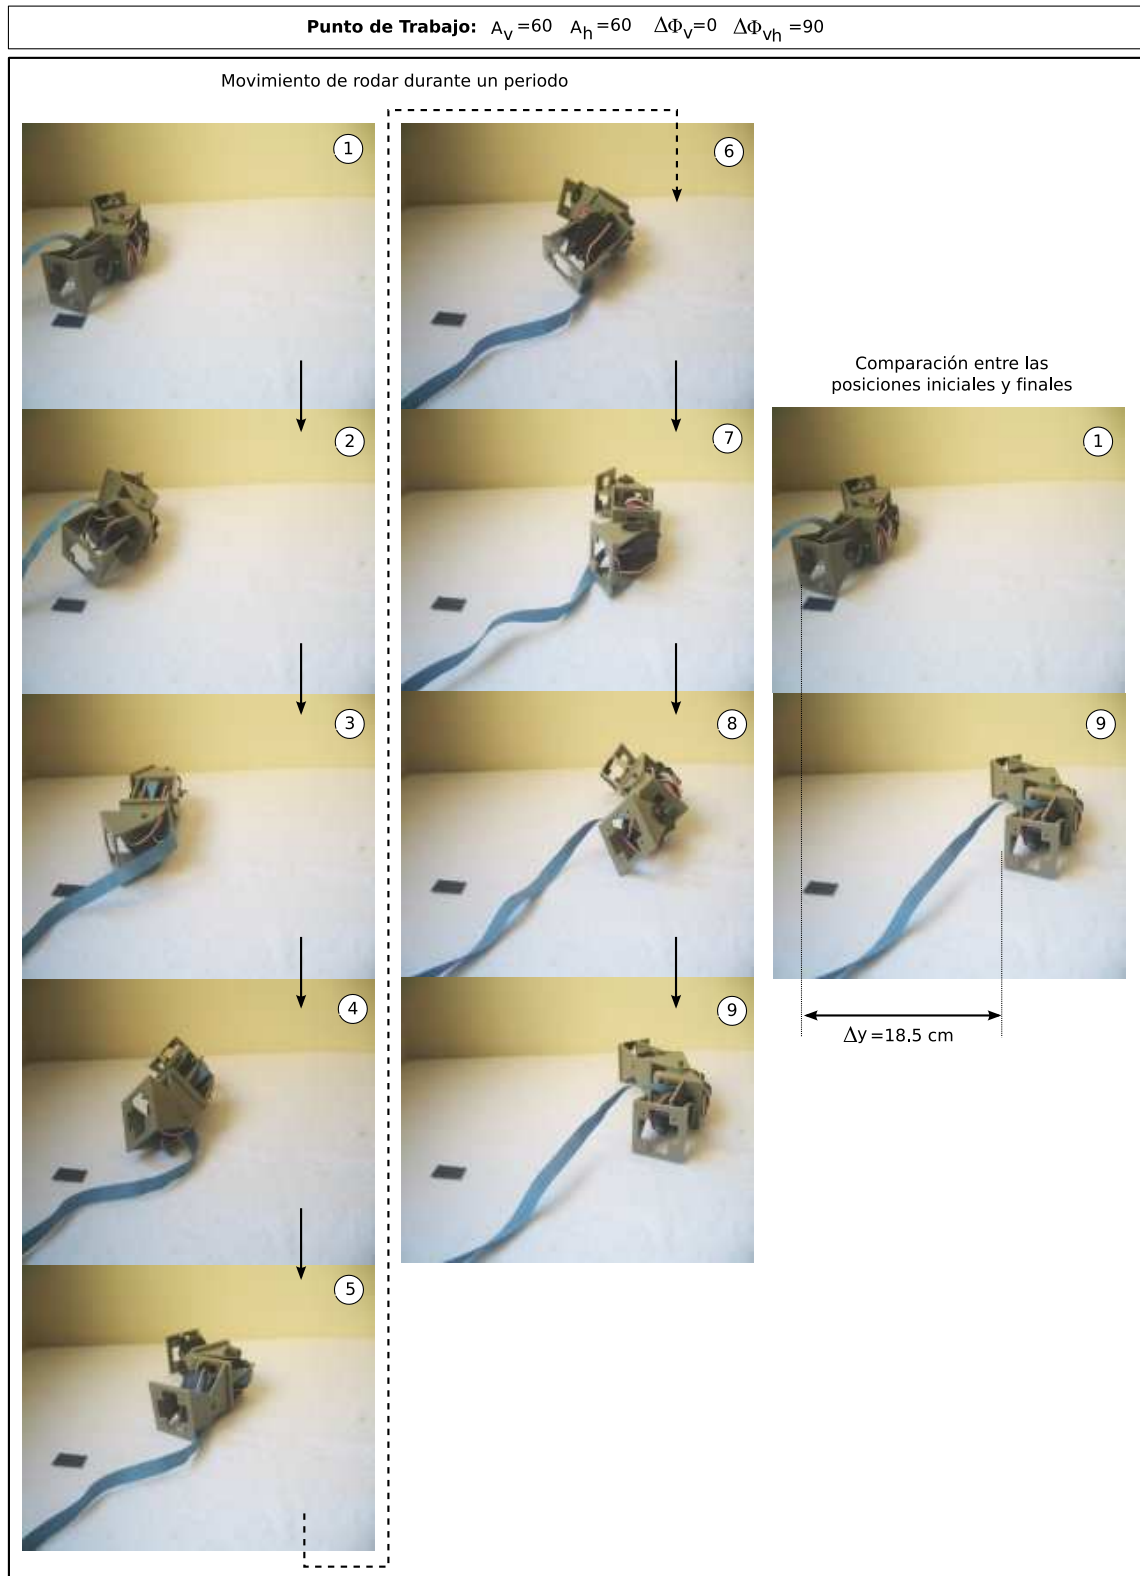 Punto de Trabajo: Av=60 Ah=60 ΔΦv=0 ΔΦvh=90
Movimiento de rodar durante un periodo
1
2
3
4
5
6
7
8
9
Comparación entre las
posiciones iniciales y finales
1
9
Δy=18.5 cm